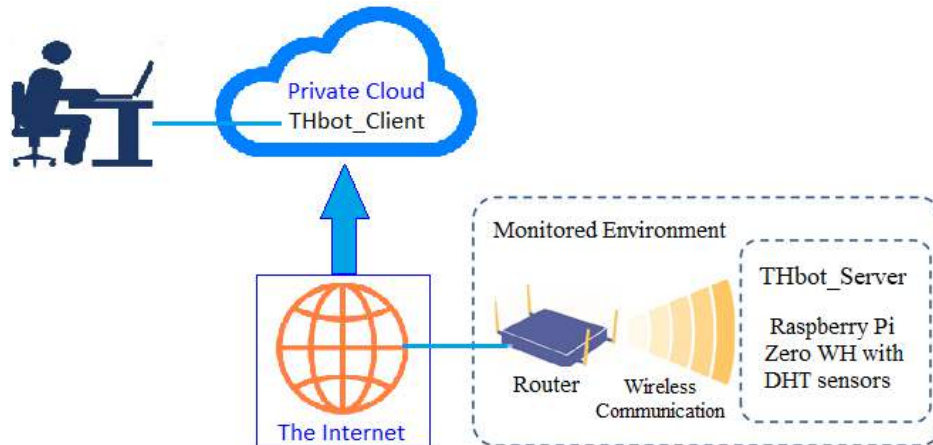 Private Cloud
THbot_Client
Monitored Environment
THbot_Server
Raspberry Pi
Zero WH with
DHT sensors
Router
Wireless
Communication
The Internet